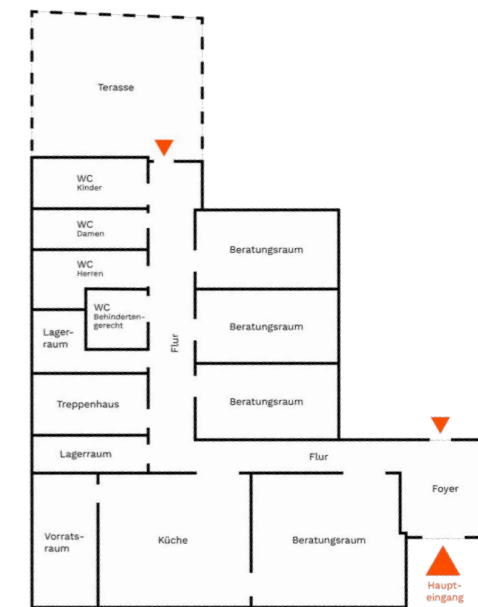 Terasse
WC
Kinder
WC
Damen
WC
Herren
WC
Behinderten-
gerecht
Lager-
raum
Treppenhaus
Lagerraum
Flur
Beratungsraum
Beratungsraum
Beratungsraum
Flur
Foyer
Vorrats-
raum
Küche
Beratungsraum
Haupt-
eingang